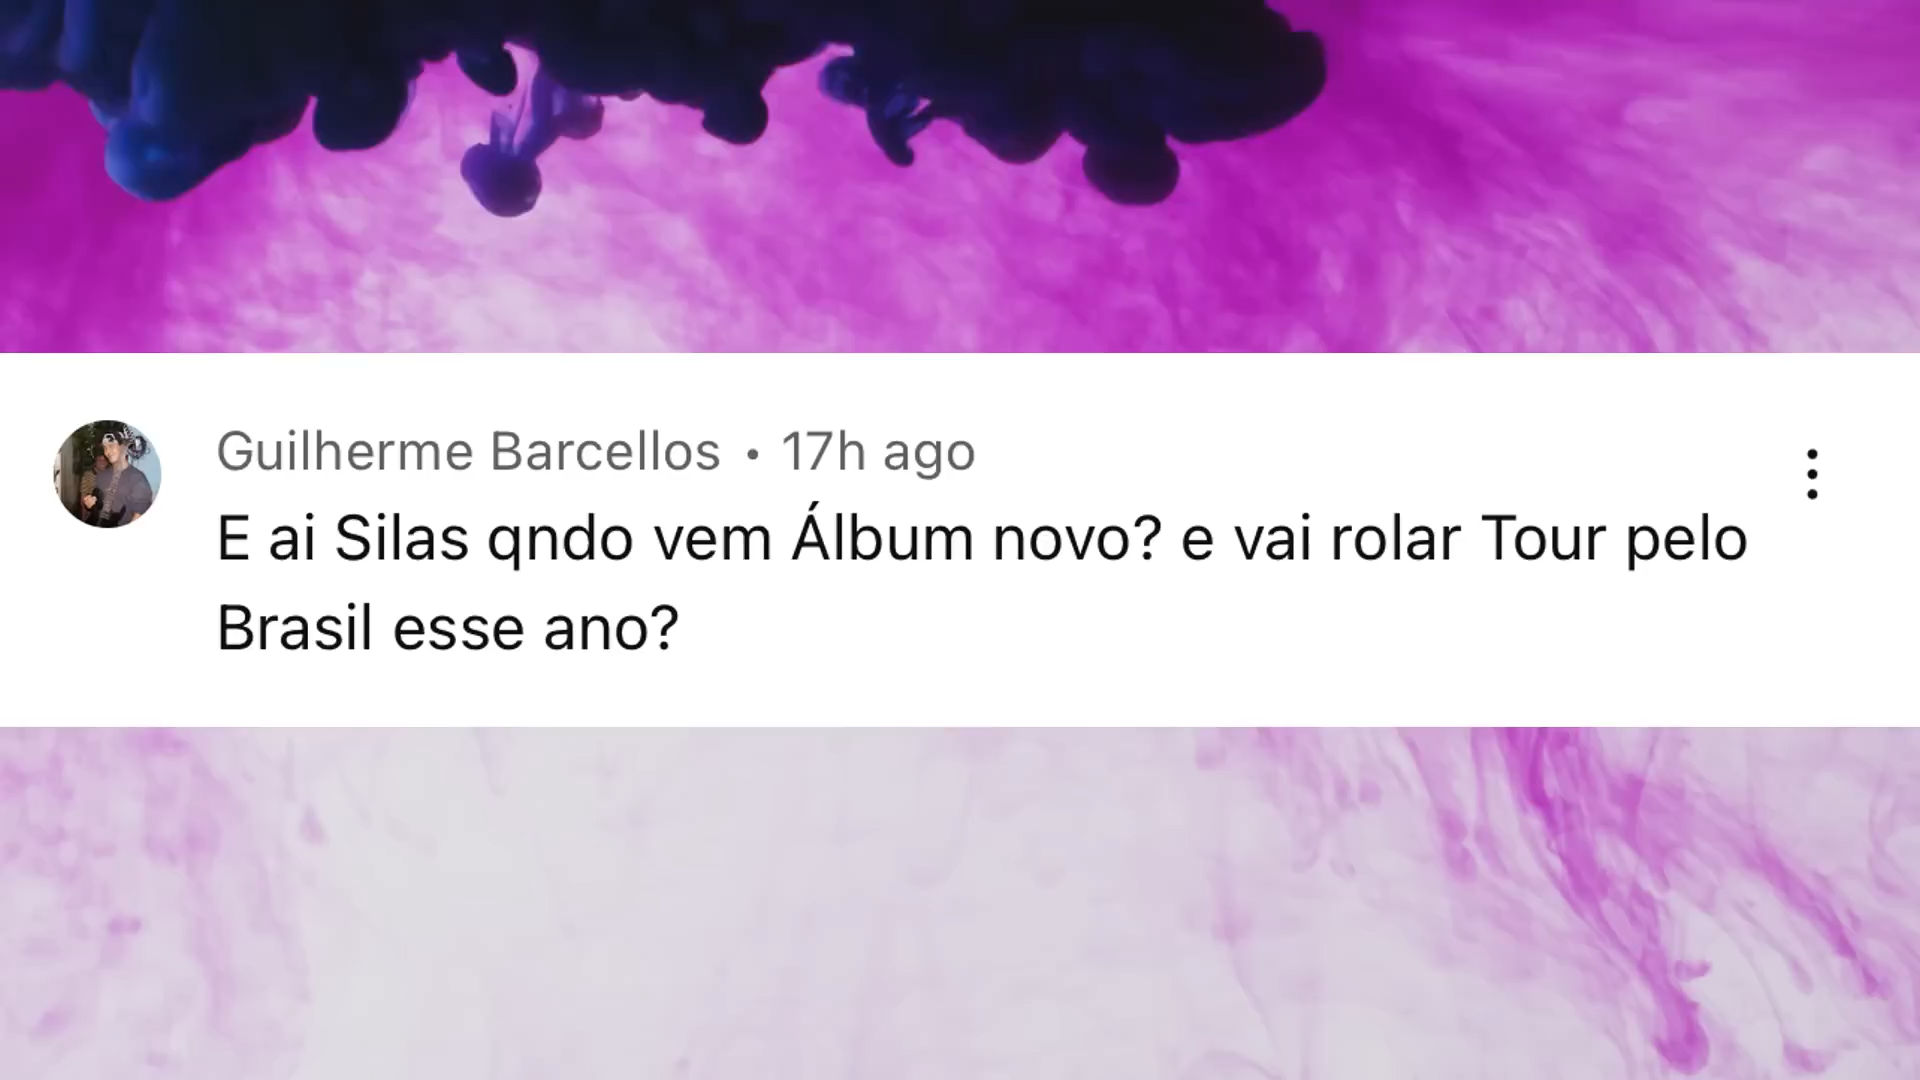 Guilherme Barcellos • 17h ago
E ai Silas qndo vem Álbum novo? e vai rolar Tour pelo
Brasil esse ano?